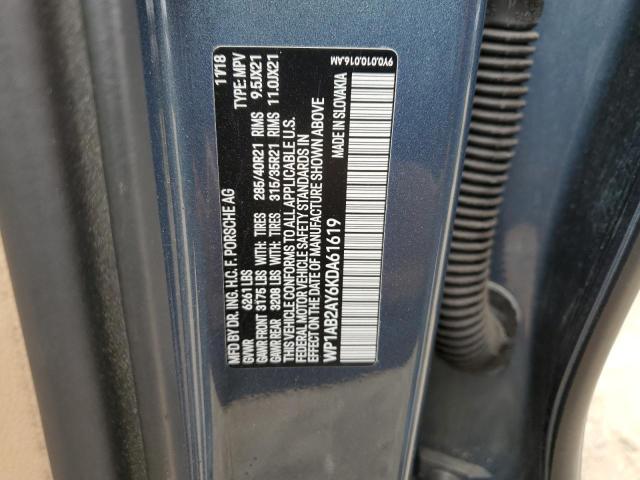 MFD BY DR. ING. H.C. F. PORSCHE AG 11/18
GVWR 6261 LBS TYPE: MPV
GAWR FRONT 3175 LBS WITH: TIRES 285/40R21 RIMS 9.5JX21
GAWR REAR 3200 LBS WITH: TIRES 315/35R21 RIMS 11.0JX21
THIS VEHICLE CONFORMS TO ALL APPLICABLE U.S.
FEDERAL MOTOR VEHICLE SAFETY STANDARDS IN
EFFECT ON THE DATE OF MANUFACTURE SHOWN ABOVE
WP1AB2AY6KDA61619 MADE IN SLOVAKIA
9Y0.010.016.AM